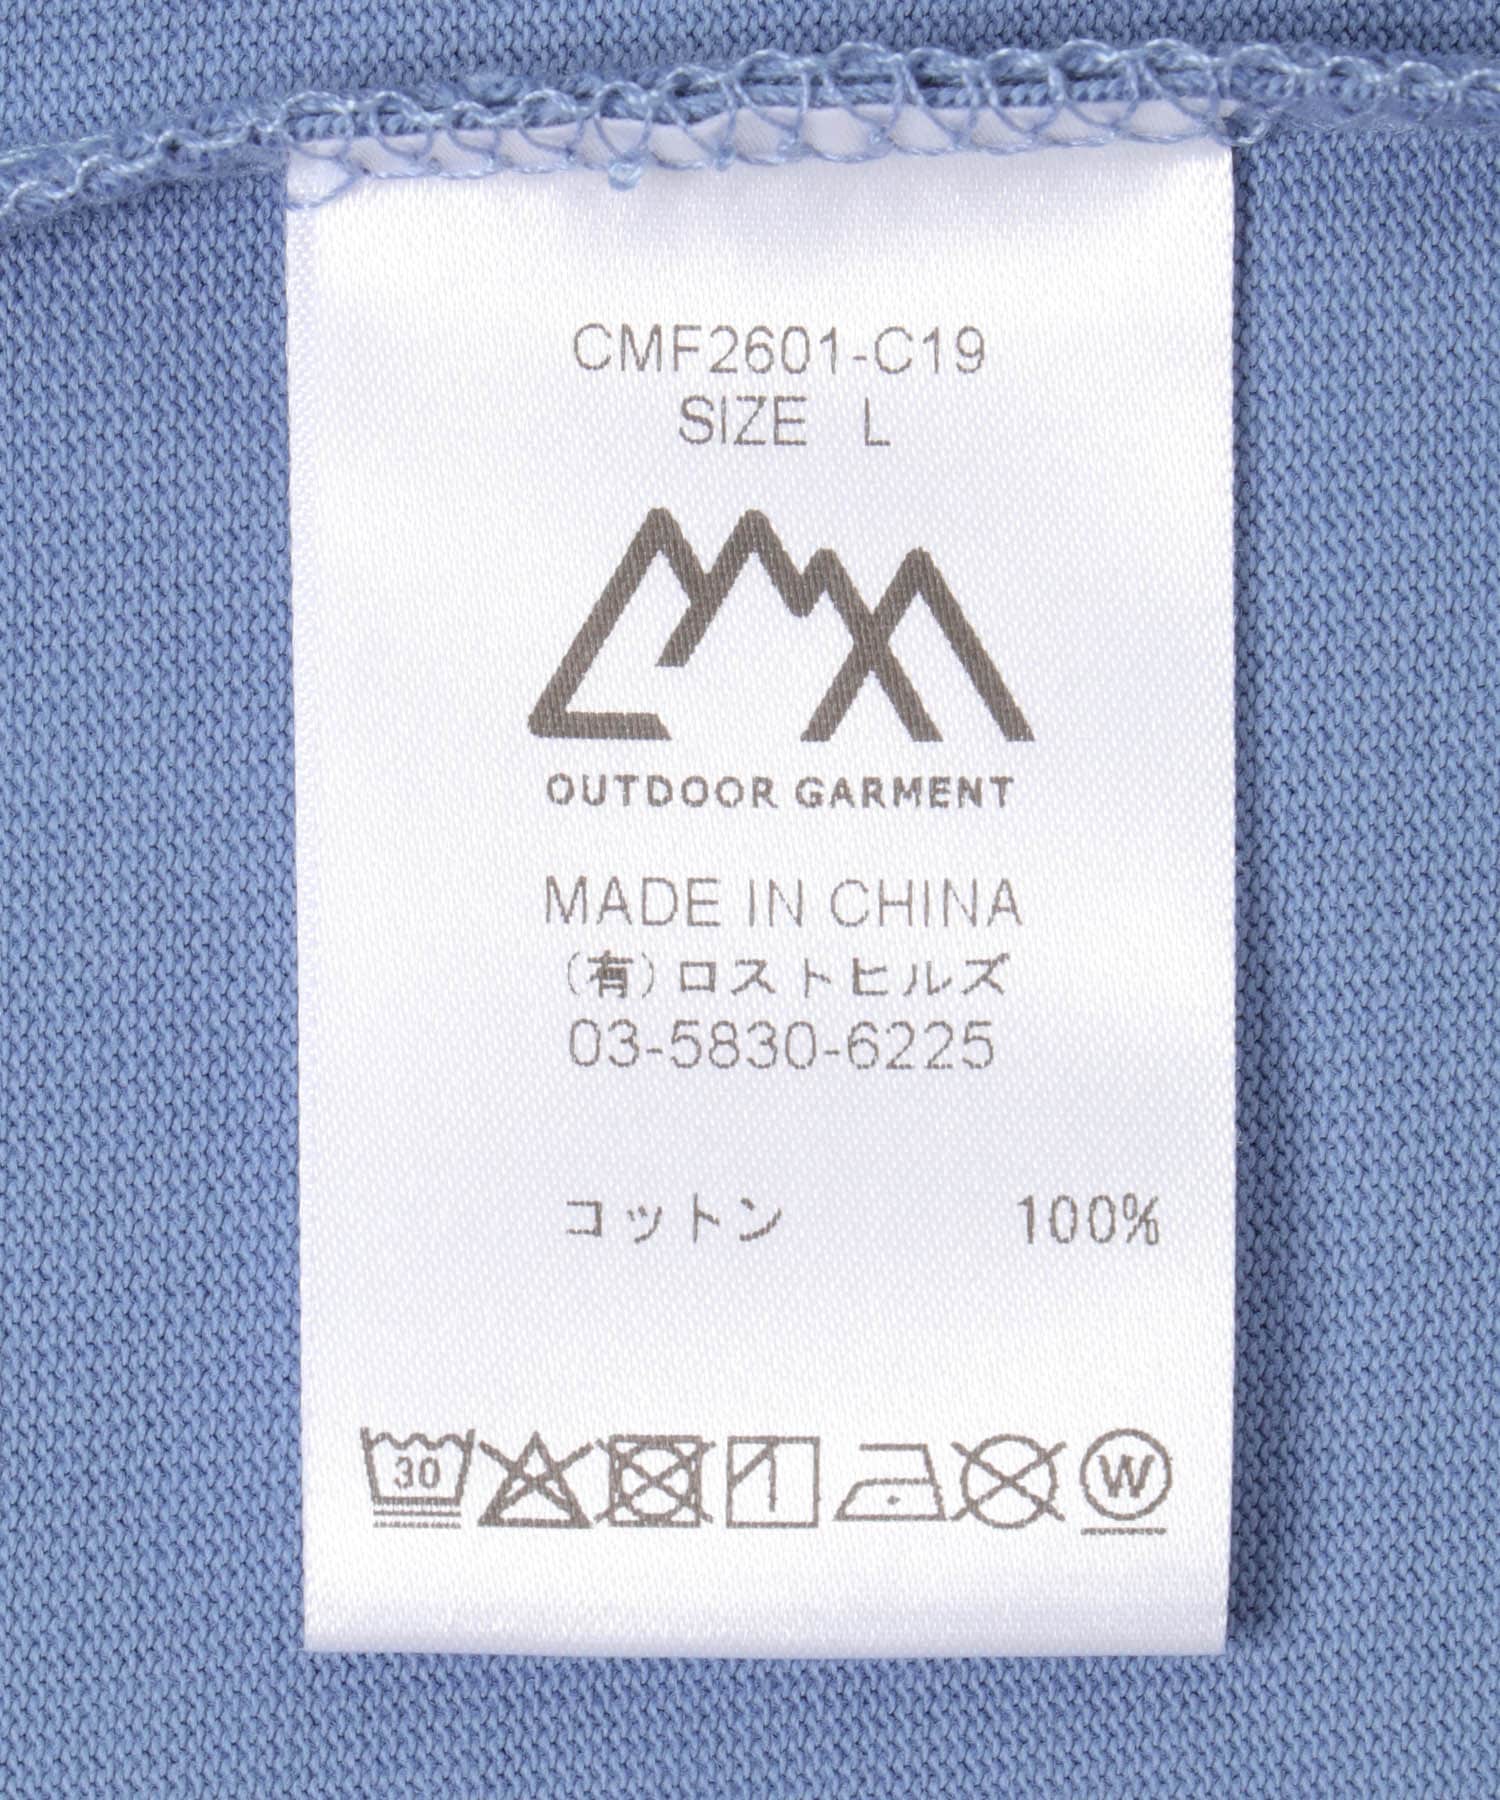 CMF2601-C19
SIZE L
OUTDOOR GARMENT
MADE IN CHINA
(有)ロストヒルズ
03-5830-6225
コットン 100%
30 W